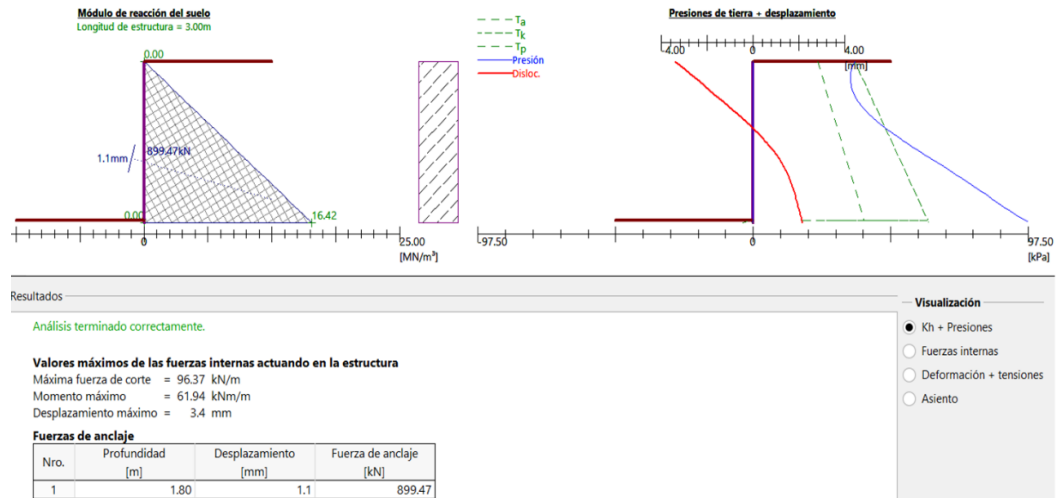 Módulo de reacción del suelo
Longitud de estructura = 3.00m
0.00
899.47kN
1.1mm
0.00
16.42
0
25.00
[MN/m³]
Ta
Tk
Tp
Presión
Disloc.
Presiones de tierra + desplazamiento
-4.00
0
4.00
[mm]
-97.50
0
97.50
[kPa]
Resultados
Análisis terminado correctamente.
Valores máximos de las fuerzas internas actuando en la estructura
Máxima fuerza de corte = 96.37 kN/m
Momento máximo = 61.94 kNm/m
Desplazamiento máximo = 3.4 mm
Fuerzas de anclaje
Nro. Profundidad Desplazamiento Fuerza de anclaje
[m] [mm] [kN]
1 1.80 1.1 899.47
Visualización
Kh + Presiones
Fuerzas internas
Deformación + tensiones
Asiento